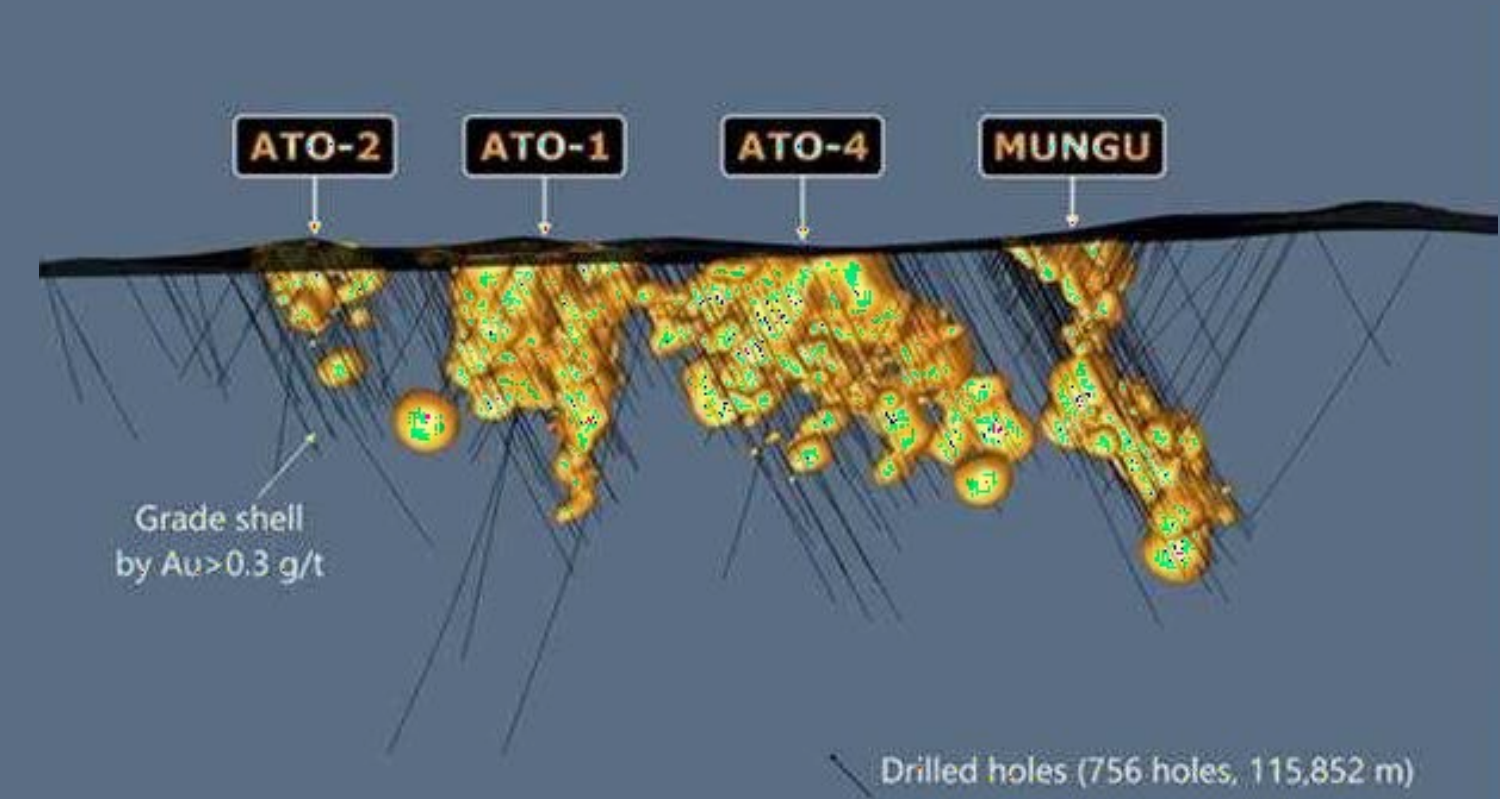 ATO-2
ATO-1
ATO-4
MUNGU
Grade shell
by Au>0.3 g/t
Drilled holes (756 holes, 115,852 m)